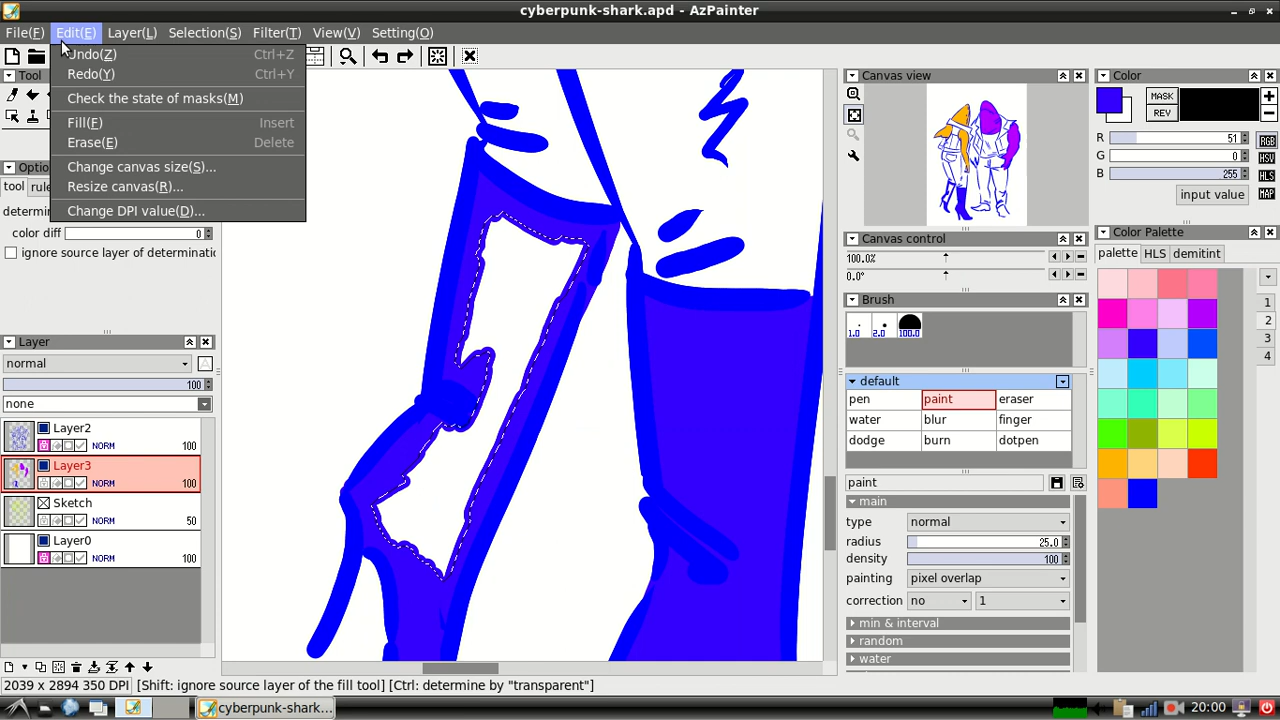 cyberpunk-shark.apd - AzPainter
File(F) Edit(E) Layer(L) Selection(S) Filter(T) View(V) Setting(O)
Undo(Z) Ctrl+Z
Redo(Y) Ctrl+Y
Check the state of masks(M)
Fill(F) Insert
Erase(E) Delete
Change canvas size(S)...
Resize canvas(R)...
Change DPI value(D)...
Tool
tool rule
color diff 0
ignore source layer of determinatic
Layer
normal
100
none
Layer2
NORM 100
Layer3
NORM 100
Sketch
NORM 50
Layer0
NORM 100
Canvas view
Canvas control
100.0%
0.0°
Brush
1.0 2.0 100.0
default
pen paint eraser
water blur finger
dodge burn dotpen
paint
main
type normal
radius 25.0
density 100
painting pixel overlap
correction no 1
min & interval
random
water
Color
MASK
REV
R 51
G 0
B 255
input value
RGB
HSV
HLS
MAP
Color Palette
palette HLS demitint
1
2
3
4
2039 x 2894 350 DPI [Shift: ignore source layer of the fill tool] [Ctrl: determine by "transparent"]
cyberpunk-shark... 20:00